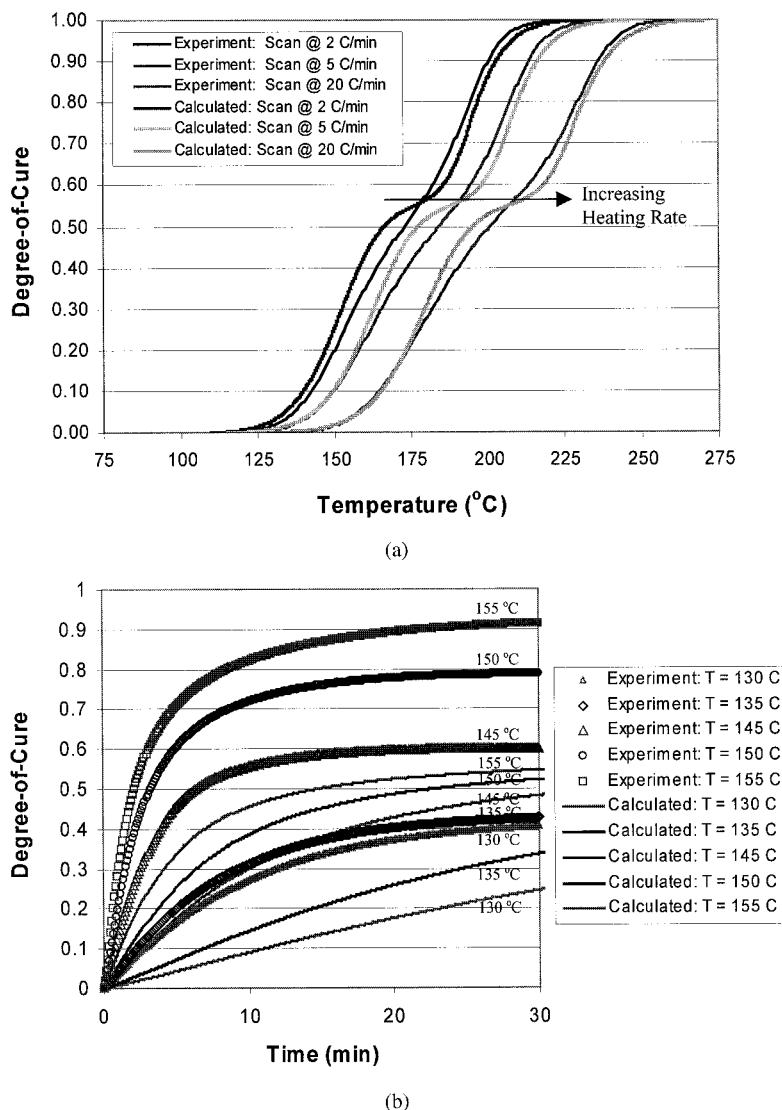 1.00
0.90
0.80
0.70
0.60
0.50
0.40
0.30
0.20
0.10
0.00
Degree-of-Cure
Experiment: Scan @ 2 C/min
Experiment: Scan @ 5 C/min
Experiment: Scan @ 20 C/min
Calculated: Scan @ 2 C/min
Calculated: Scan @ 5 C/min
Calculated: Scan @ 20 C/min
Increasing
Heating Rate
75 100 125 150 175 200 225 250 275
Temperature (°C)
(a)
1
0.9
0.8
0.7
0.6
0.5
0.4
0.3
0.2
0.1
0
Degree-of-Cure
155 °C
150 °C
145 °C
155 °C
150 °C
145 °C
135 °C
130 °C
135 °C
130 °C
Experiment: T = 130 C
Experiment: T = 135 C
Experiment: T = 145 C
Experiment: T = 150 C
Experiment: T = 155 C
Calculated: T = 130 C
Calculated: T = 135 C
Calculated: T = 145 C
Calculated: T = 150 C
Calculated: T = 155 C
0 10 20 30
Time (min)
(b)